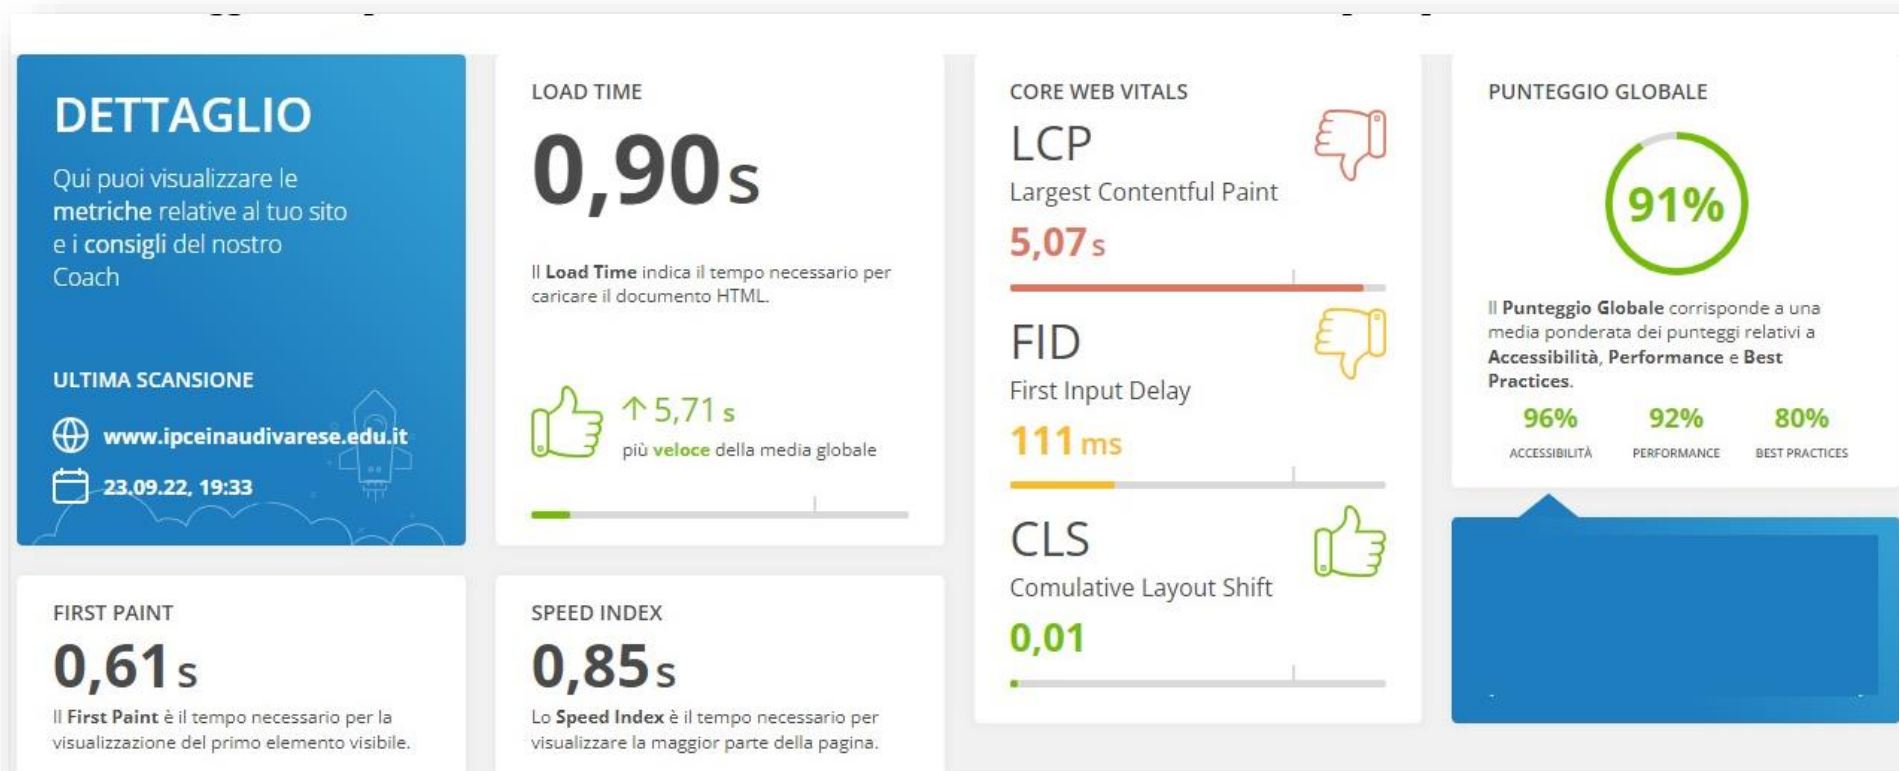 DETTAGLIO
Qui puoi visualizzare le
metriche relative al tuo sito
e i consigli del nostro
Coach
ULTIMA SCANSIONE
www.ipceinaudivarese.edu.it
23.09.22, 19:33
LOAD TIME
0,90 s
Il Load Time indica il tempo necessario per
caricare il documento HTML.
↑ 5,71 s
più veloce della media globale
CORE WEB VITALS
LCP
Largest Contentful Paint
5,07 s
FID
First Input Delay
111 ms
CLS
Comulative Layout Shift
0,01
PUNTEGGIO GLOBALE
91%
Il Punteggio Globale corrisponde a una
media ponderata dei punteggi relativi a
Accessibilità, Performance e Best
Practices.
96% 92% 80%
ACCESSIBILITÀ PERFORMANCE BEST PRACTICES
FIRST PAINT
0,61 s
Il First Paint è il tempo necessario per la
visualizzazione del primo elemento visibile.
SPEED INDEX
0,85 s
Lo Speed Index è il tempo necessario per
visualizzare la maggior parte della pagina.